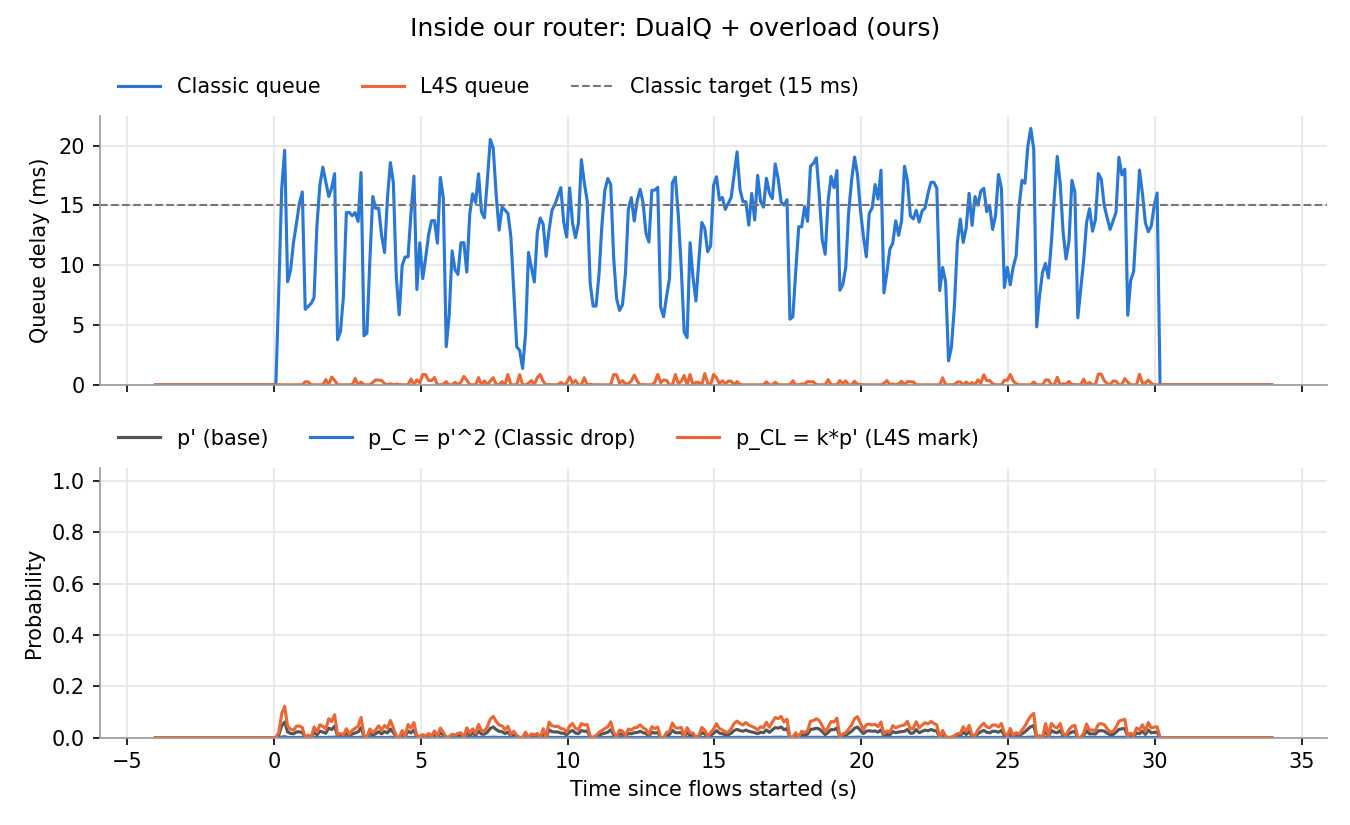 Inside our router: DualQ + overload (ours)
Classic queue L4S queue Classic target (15 ms)
Queue delay (ms)
20
15
10
5
0
p' (base) p_C = p'^2 (Classic drop) p_CL = k*p' (L4S mark)
Probability
1.0
0.8
0.6
0.4
0.2
0.0
−5 0 5 10 15 20 25 30 35
Time since flows started (s)